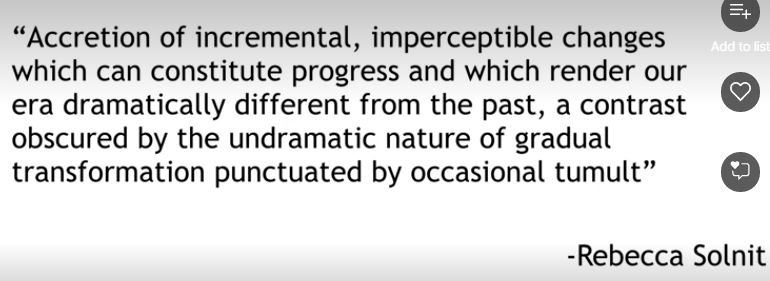 “Accretion of incremental, imperceptible changes
which can constitute progress and which render our
era dramatically different from the past, a contrast
obscured by the undramatic nature of gradual
transformation punctuated by occasional tumult”
-Rebecca Solnit
Add to list